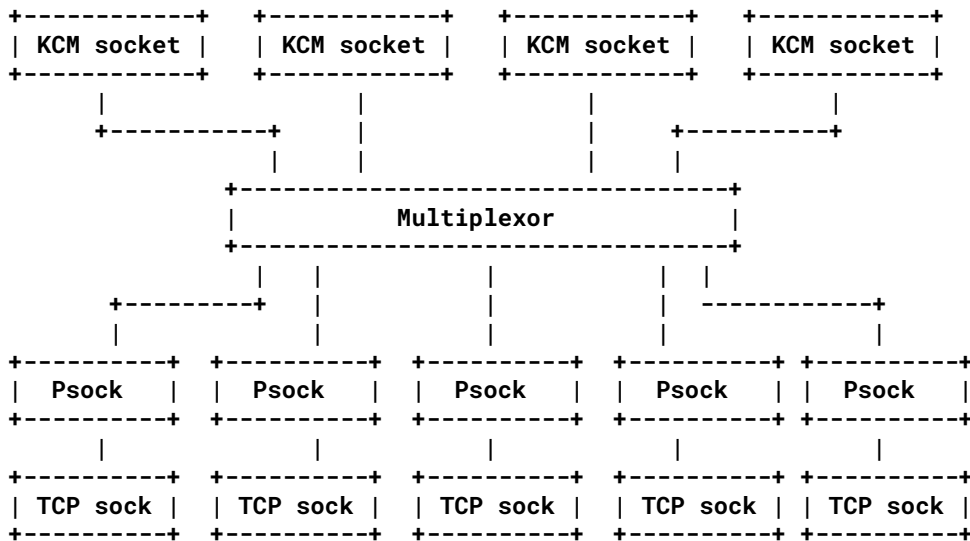 KCM socket KCM socket KCM socket KCM socket
Multiplexor
Psock Psock Psock Psock Psock
TCP sock TCP sock TCP sock TCP sock TCP sock